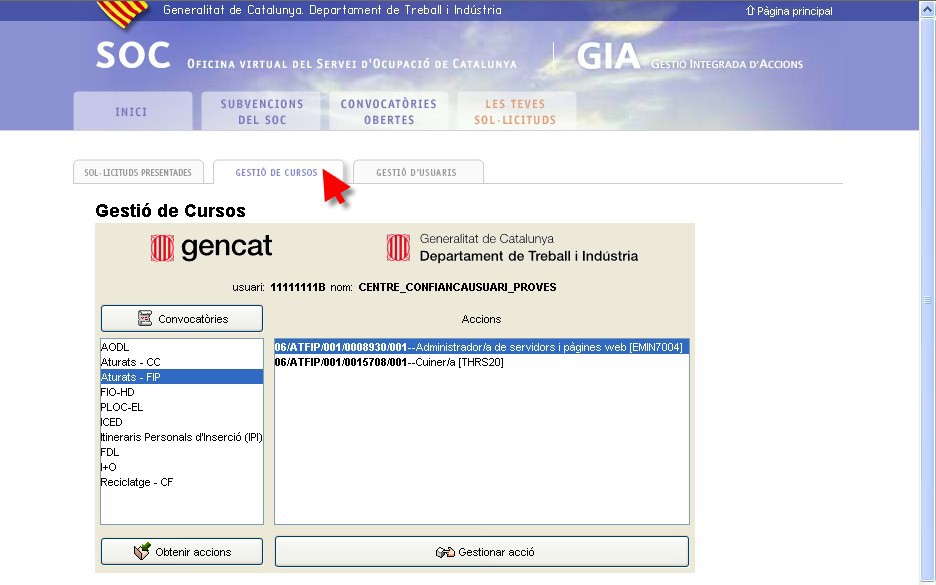 Generalitat de Catalunya. Departament de Treball i Indústria
Pàgina principal
SOC OFICINA VIRTUAL DEL SERVEI D'OCUPACIÓ DE CATALUNYA
GIA GESTIÓ INTEGRADA D'ACCIONS
INICI
SUBVENCIONS
DEL SOC
CONVOCATÒRIES
OBERTES
LES TEVES
SOL·LICITUDS
SOL·LICITUDS PRESENTADES
GESTIÓ DE CURSOS
GESTIÓ D'USUARIS
Gestió de Cursos
gencat
Generalitat de Catalunya
Departament de Treball i Indústria
usuari: 11111111B nom: CENTRE_CONFIANCAUSUARI_PROVES
Convocatòries
Accions
AODL
Aturats - CC
Aturats - FIP
FIO-HD
PLOC-EL
ICED
Itineraris Personals d'Inserció (IPI)
FDL
I+O
Reciclatge - CF
06/ATFIP/001/0008930/001--Administrador/a de servidors i pàgines web [EMIN7004]
06/ATFIP/001/0015708/001--Cuiner/a [THRS20]
Obtenir accions
Gestionar acció